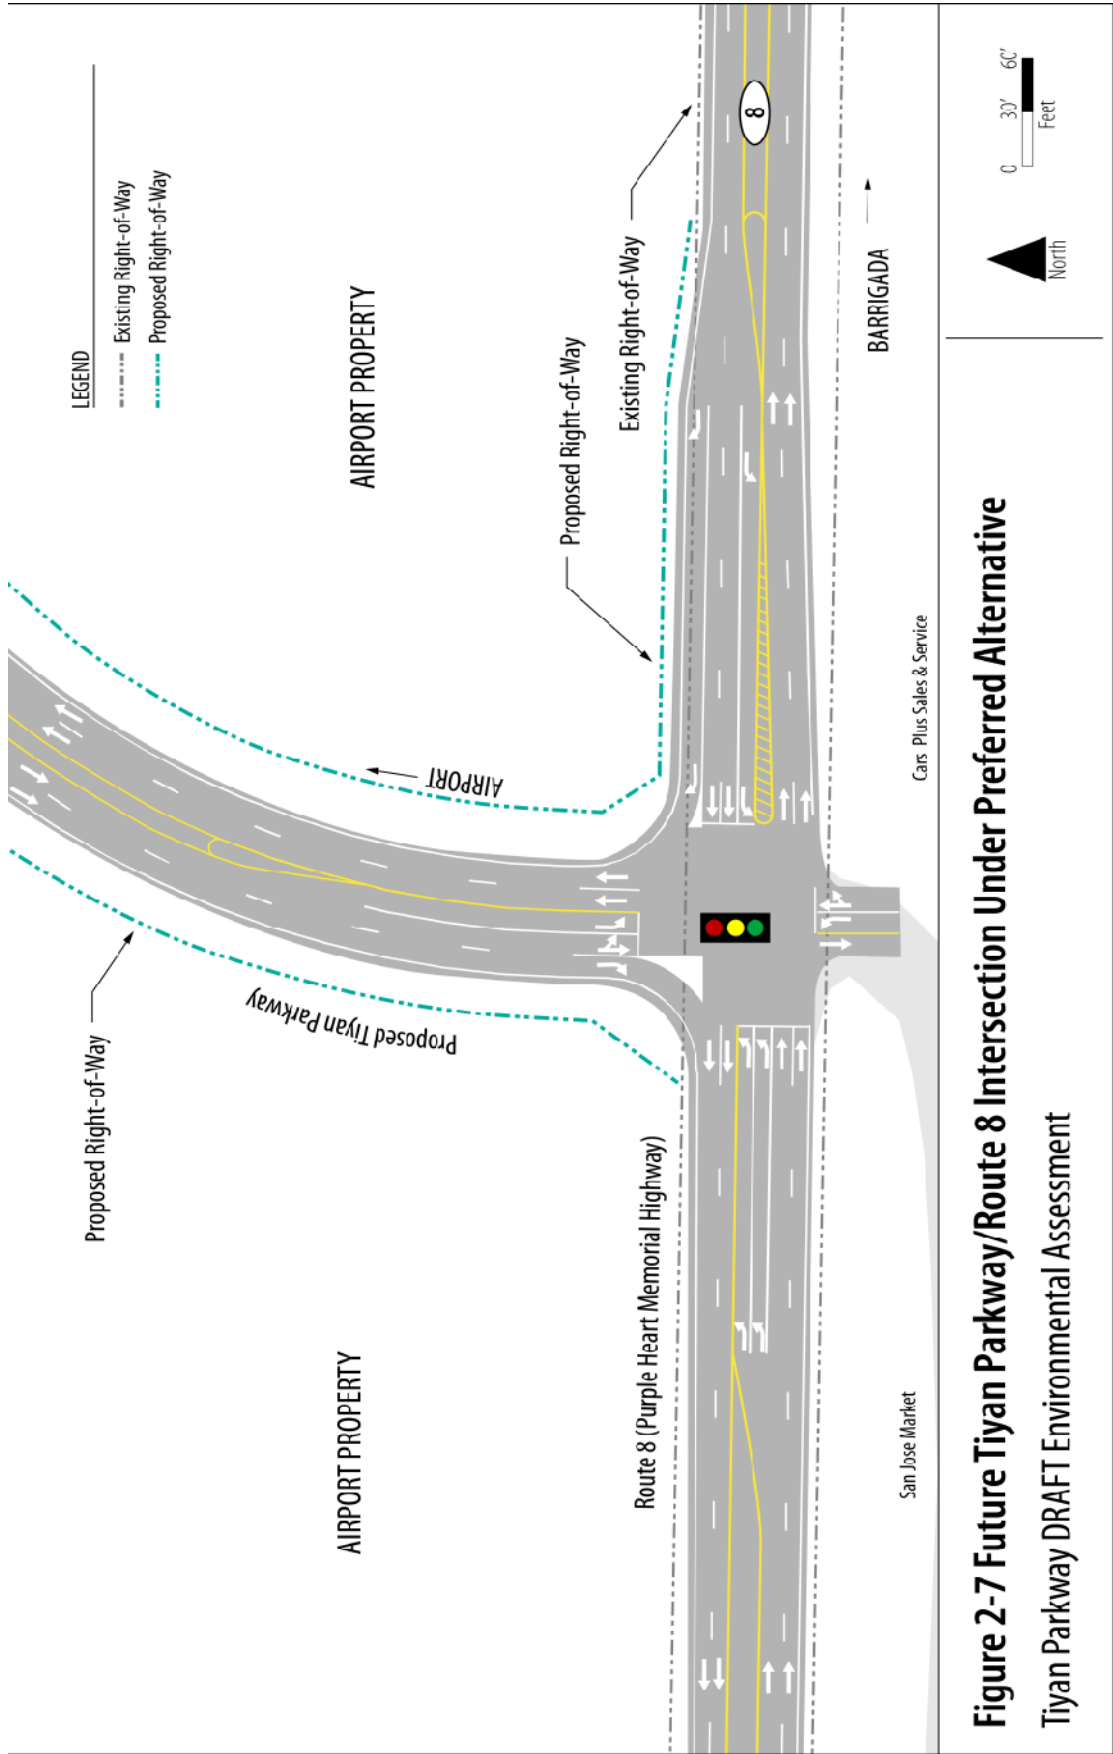 LEGEND
Existing Right-of-Way
Proposed Right-of-Way
Proposed Right-of-Way
AIRPORT PROPERTY
AIRPORT PROPERTY
AIRPORT
Proposed Tiyan Parkway
Proposed Right-of-Way
Existing Right-of-Way
Route 8 (Purple Heart Memorial Highway)
8
BARRIGADA
San Jose Market
Cars Plus Sales & Service
Figure 2-7 Future Tiyan Parkway/Route 8 Intersection Under Preferred Alternative
Tiyan Parkway DRAFT Environmental Assessment
North
0 30' 60'
Feet